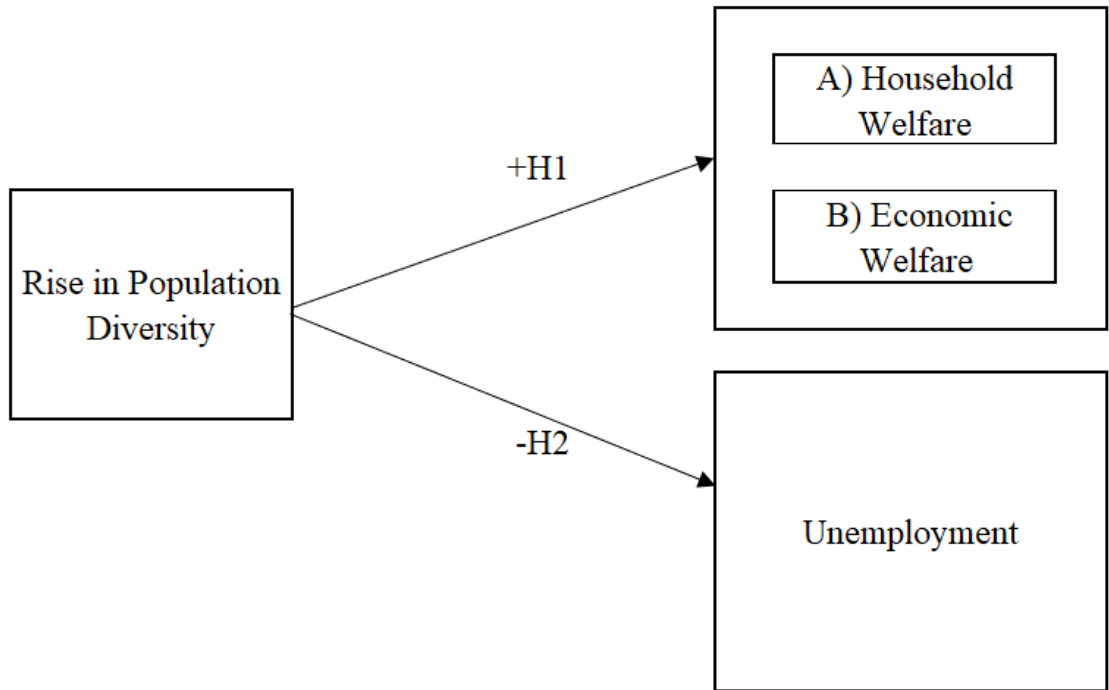 A) Household
Welfare
+H1
B) Economic
Welfare
Rise in Population
Diversity
-H2
Unemployment